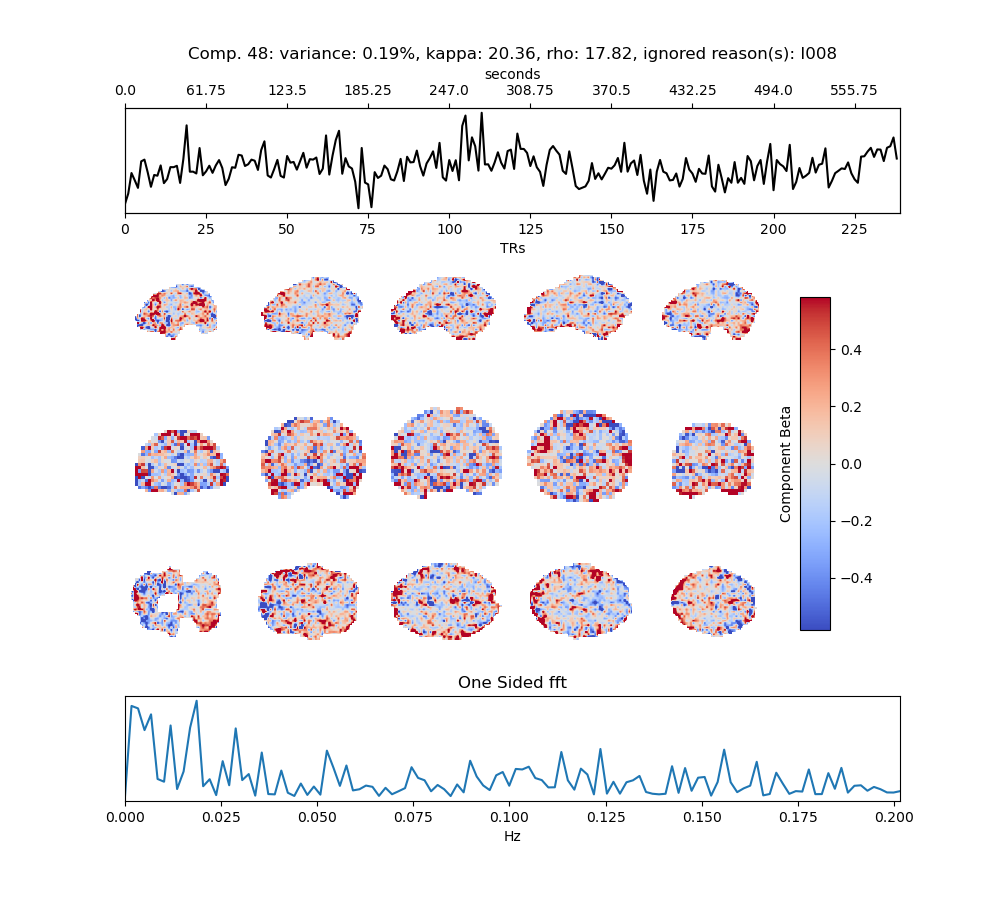 Comp. 48: variance: 0.19%, kappa: 20.36, rho: 17.82, ignored reason(s): I008
seconds
0.0 61.75 123.5 185.25 247.0 308.75 370.5 432.25 494.0 555.75
0 25 50 75 100 125 150 175 200 225
TRs
0.4
0.2
0.0
−0.2
−0.4
Component Beta
One Sided fft
0.000 0.025 0.050 0.075 0.100 0.125 0.150 0.175 0.200
Hz